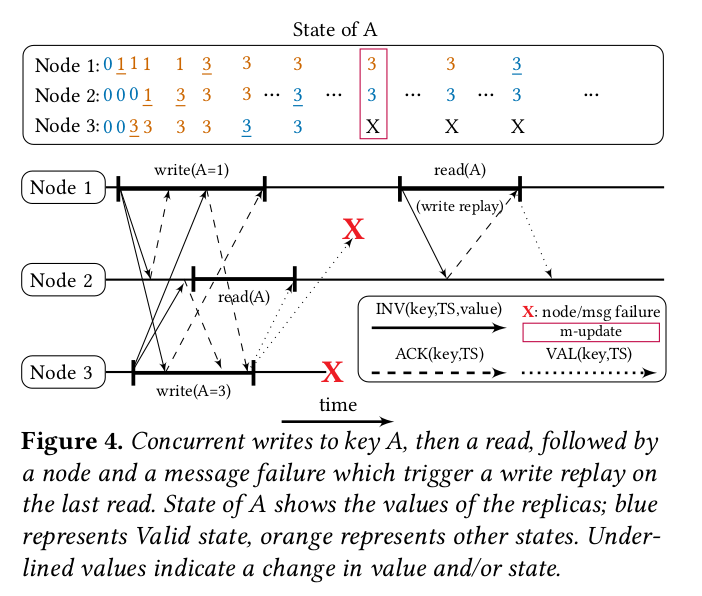 State of A
Node 1: 0 1 1 1 1 3 3 3 3 3 3
Node 2: 0 0 0 1 3 3 3 ... 3 ... 3 ... 3 ... 3 ...
Node 3: 0 0 3 3 3 3 3 3 X X X
write(A=1)
read(A)
Node 1
(write replay)
X
Node 2
read(A)
INV(key,TS,value)
X: node/msg failure
m-update
ACK(key,TS)
VAL(key,TS)
Node 3
X
write(A=3)
time
Figure 4. Concurrent writes to key A, then a read, followed by
a node and a message failure which trigger a write replay on
the last read. State of A shows the values of the replicas; blue
represents Valid state, orange represents other states. Under-
lined values indicate a change in value and/or state.